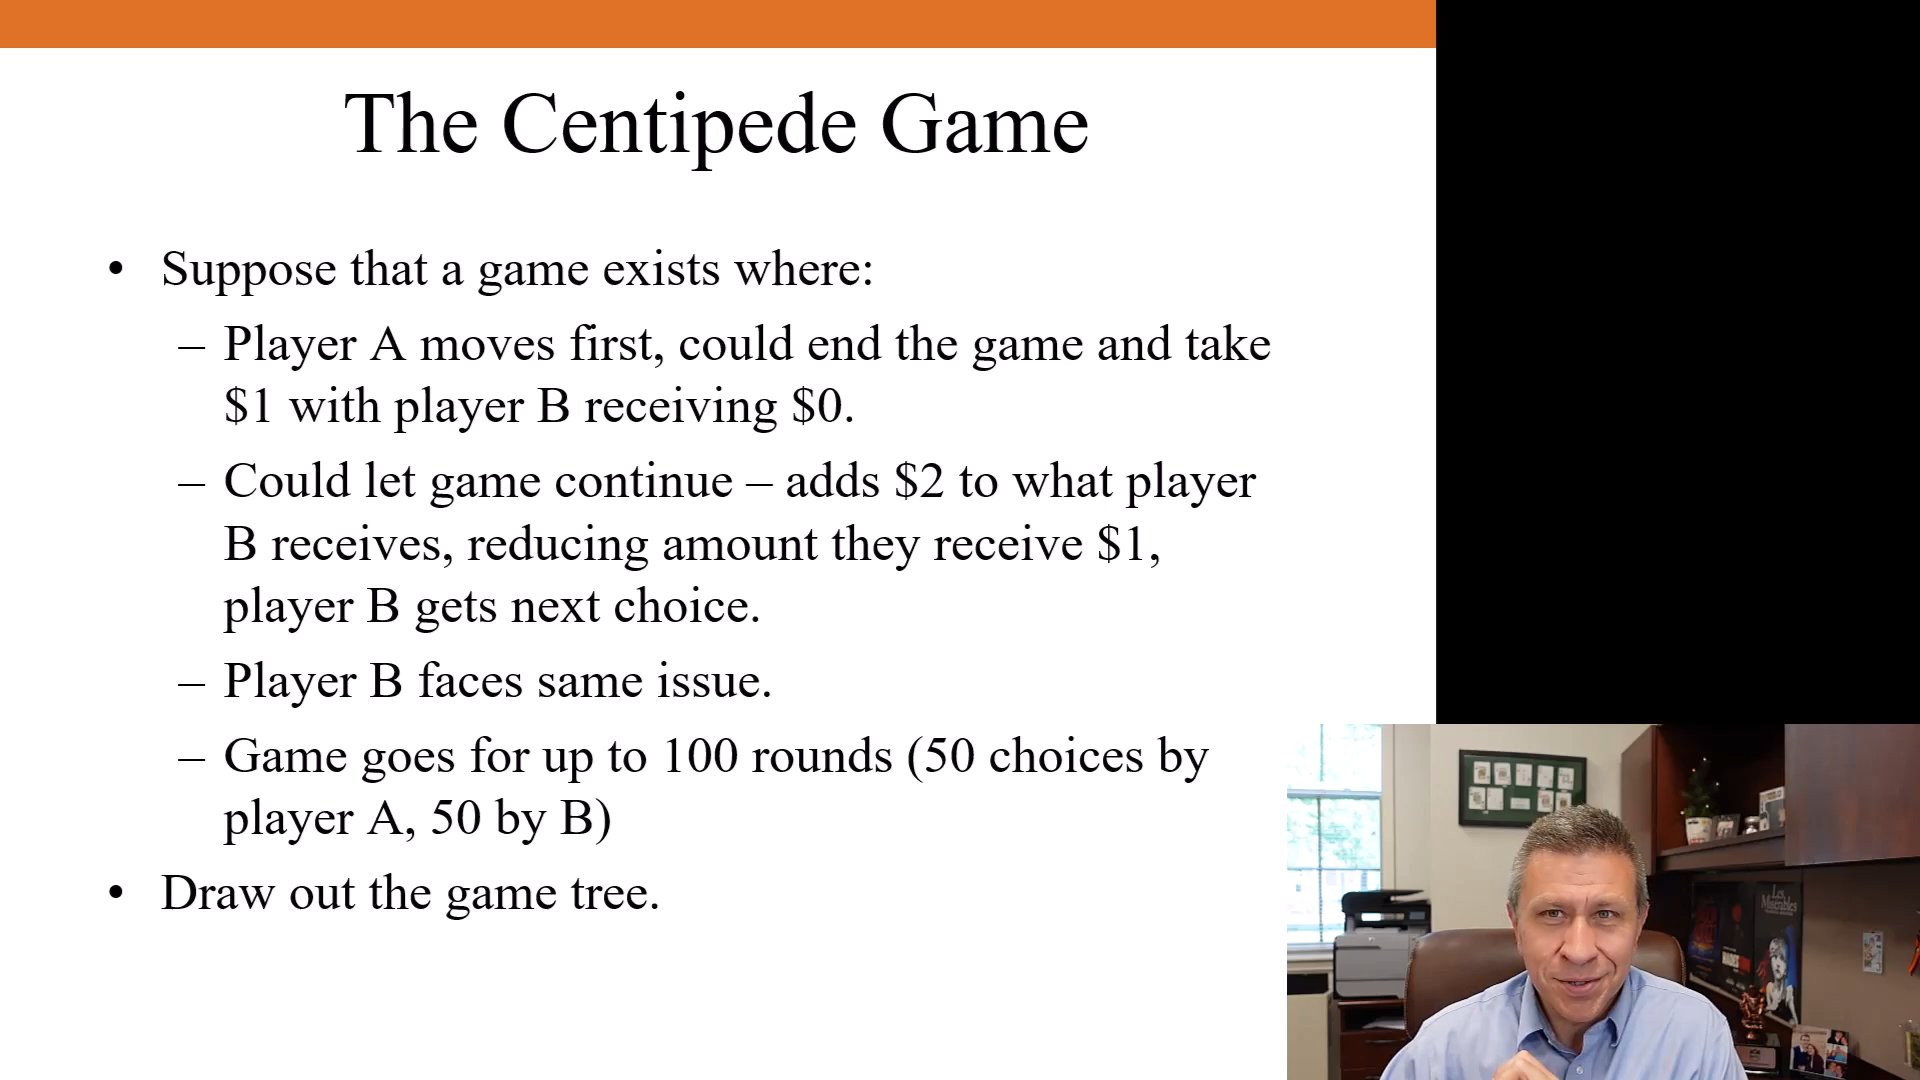 The Centipede Game
• Suppose that a game exists where:
– Player A moves first, could end the game and take
$1 with player B receiving $0.
– Could let game continue – adds $2 to what player
B receives, reducing amount they receive $1,
player B gets next choice.
– Player B faces same issue.
– Game goes for up to 100 rounds (50 choices by
player A, 50 by B)
• Draw out the game tree.
Les
Misérables